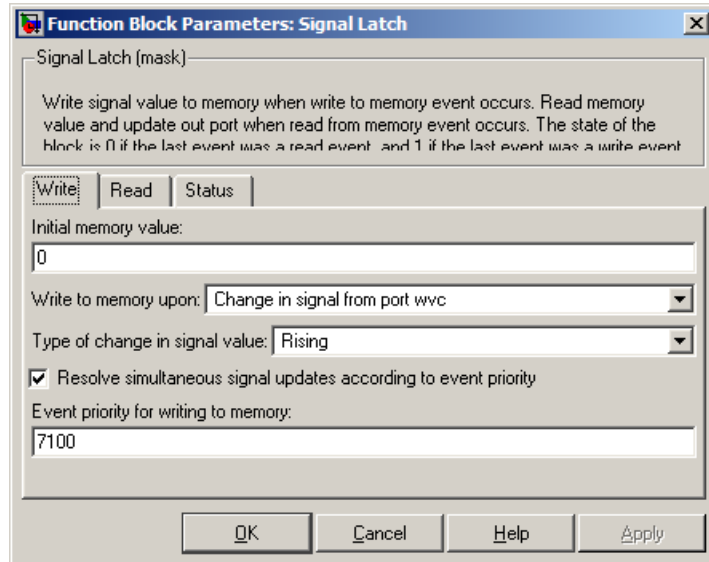 Function Block Parameters: Signal Latch
Signal Latch (mask)
Write signal value to memory when write to memory event occurs. Read memory
value and update out port when read from memory event occurs. The state of the
block is 0 if the last event was a read event, and 1 if the last event was a write event
Write Read Status
Initial memory value:
0
Write to memory upon: Change in signal from port wvc
Type of change in signal value: Rising
Resolve simultaneous signal updates according to event priority
Event priority for writing to memory:
7100
OK Cancel Help Apply